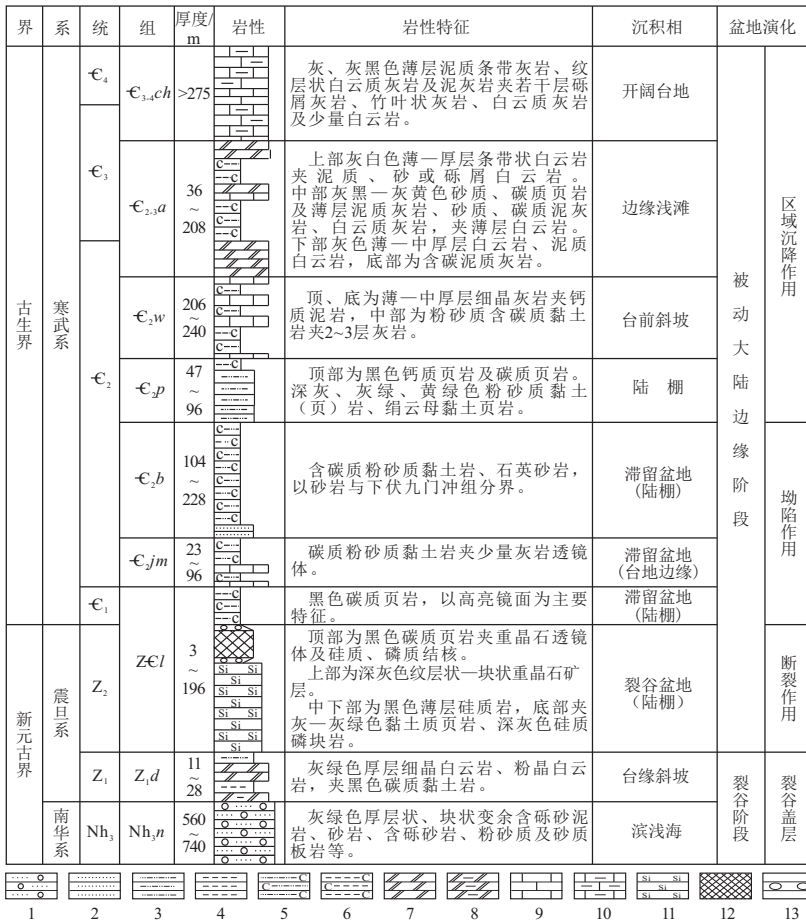 界 系 统 组 厚度/m 岩性 岩性特征 沉积相 盆地演化
古生界
寒武系
Є₄
Є₃
Є₂
Є₁
Є₃₋₄ch >275
灰、灰黑色薄层泥质条带灰岩、纹
层状白云质灰岩及泥灰岩夹若干层砾
屑灰岩、竹叶状灰岩、白云质灰岩
及少量白云岩。
开阔台地
Є₂₋₃a
36
~
208
上部灰白色薄—厚层条带状白云岩
夹泥质、砂或砾屑白云岩。
中部灰黑—灰黄色砂质、碳质页岩
及薄层泥质灰岩、砂质、碳质泥灰
岩、白云质灰岩，夹薄层白云岩。
下部灰色薄—中厚层白云岩、泥质
白云岩，底部为含碳泥质灰岩。
边缘浅滩
Є₂w
206
~
240
顶、底为薄—中厚层细晶灰岩夹钙
质泥岩，中部为粉砂质含碳质黏土
岩夹2~3层灰岩。
台前斜坡
Є₂p
47
~
96
顶部为黑色钙质页岩及碳质页岩。
深灰、灰绿、黄绿色粉砂质黏土
（页）岩、绢云母黏土页岩。
陆 棚
Є₂b
104
~
228
含碳质粉砂质黏土岩、石英砂岩，
以砂岩与下伏九门冲组分界。
滞留盆地
(陆棚)
Є₂jm
23
~
96
碳质粉砂质黏土岩夹少量灰岩透镜
体。
滞留盆地
(台地边缘)
黑色碳质页岩，以高亮镜面为主要
特征。
滞留盆地
(陆棚)
新元古界
震旦系
Z₂
ZЄl
3
~
196
顶部为黑色碳质页岩夹重晶石透镜
体及硅质、磷质结核。
上部为深灰色纹层状—块状重晶石矿
层。
中下部为黑色薄层硅质岩，底部夹
灰—灰绿色黏土质页岩、深灰色硅质
磷块岩。
裂谷盆地
（陆棚）
Z₁ Z₁d
11
~
28
灰绿色厚层细晶白云岩、粉晶白云
岩，夹黑色碳质黏土岩。
台缘斜坡
南华系
Nh₃ Nh₃n
560
~
740
灰绿色厚层状、块状变余含砾砂泥
岩、砂岩、含砾砂岩、粉砂质及砂质
板岩等。
滨浅海
被动大陆边缘阶段
裂谷阶段
区域沉降作用
坳陷作用
断裂作用
裂谷盖层
1 2 3 4 5 6 7 8 9 10 11 12 13